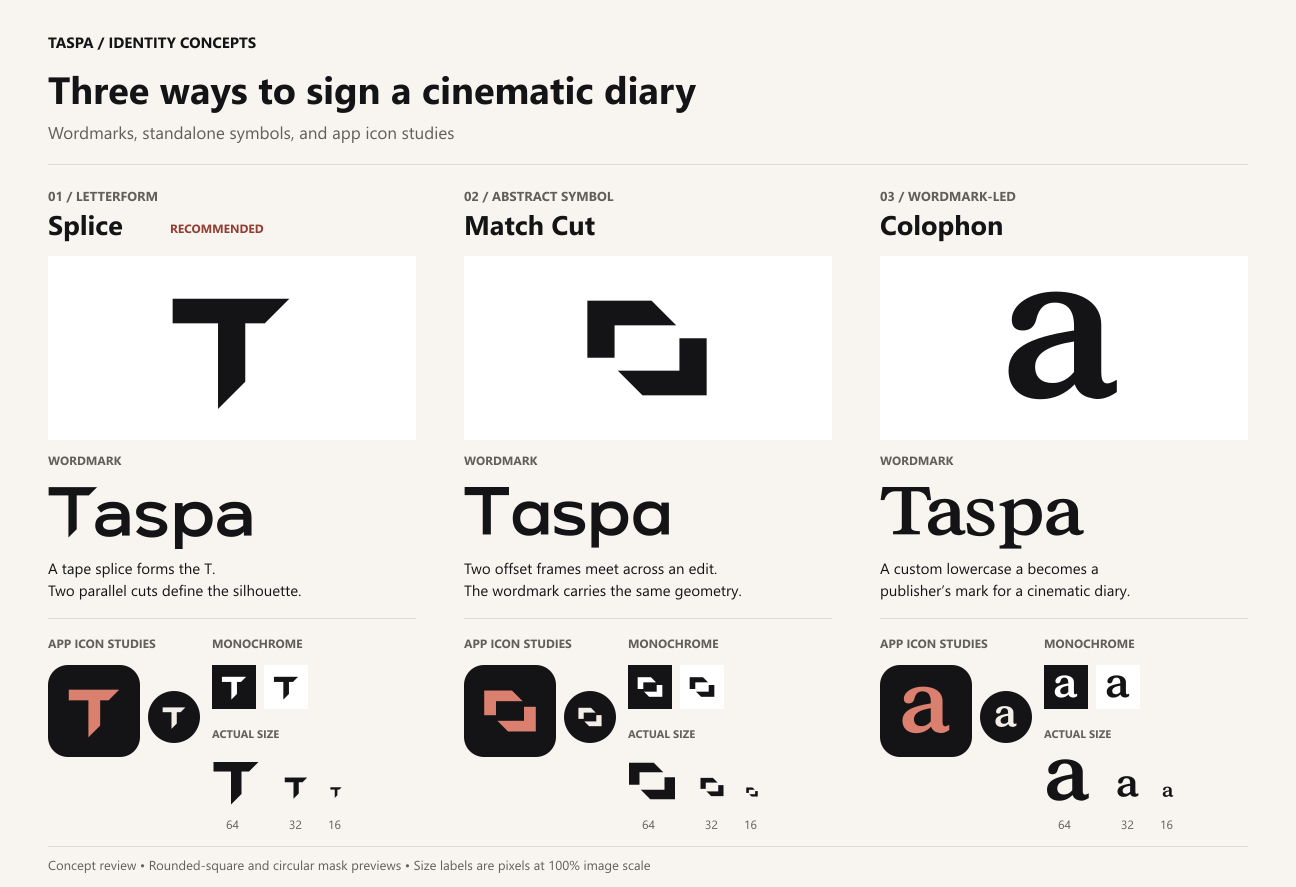 TASPA / IDENTITY CONCEPTS
Three ways to sign a cinematic diary
Wordmarks, standalone symbols, and app icon studies
01 / LETTERFORM
Splice RECOMMENDED
T
WORDMARK
Taspa
A tape splice forms the T.
Two parallel cuts define the silhouette.
APP ICON STUDIES
T
T
MONOCHROME
T T
ACTUAL SIZE
T T T
64 32 16
02 / ABSTRACT SYMBOL
Match Cut
WORDMARK
Taspa
Two offset frames meet across an edit.
The wordmark carries the same geometry.
APP ICON STUDIES
MONOCHROME
ACTUAL SIZE
64 32 16
03 / WORDMARK-LED
Colophon
a
WORDMARK
Taspa
A custom lowercase a becomes a
publisher’s mark for a cinematic diary.
APP ICON STUDIES
a
a
MONOCHROME
a a
ACTUAL SIZE
a a a
64 32 16
Concept review • Rounded-square and circular mask previews • Size labels are pixels at 100% image scale